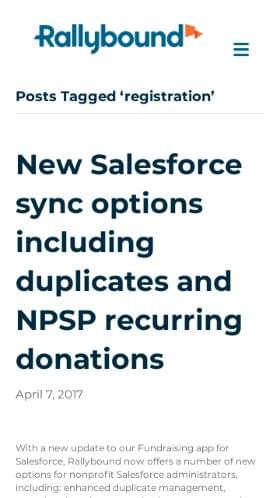 Rallybound
Posts Tagged ‘registration’
New Salesforce
sync options
including
duplicates and
NPSP recurring
donations
April 7, 2017
With a new update to our Fundraising app for
Salesforce, Rallybound now offers a number of new
options for nonprofit Salesforce administrators,
including: enhanced duplicate management,